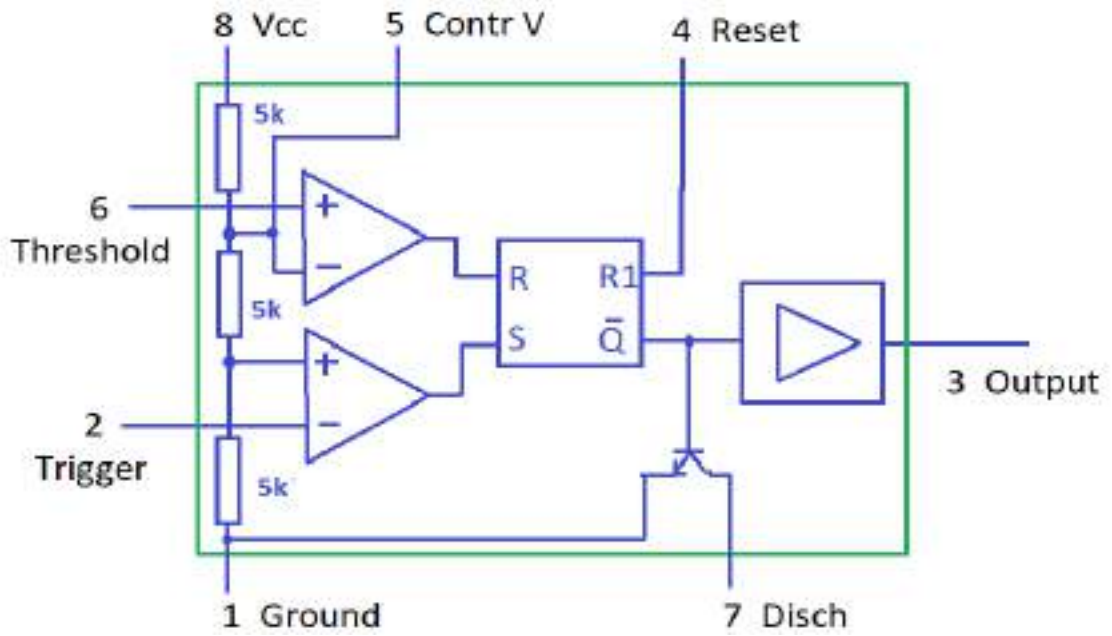 8 Vcc
5 Contr V
4 Reset
5k
6
Threshold
+
−
R
R1
5k
S
Q̅
+
−
3 Output
2
Trigger
5k
1 Ground
7 Disch